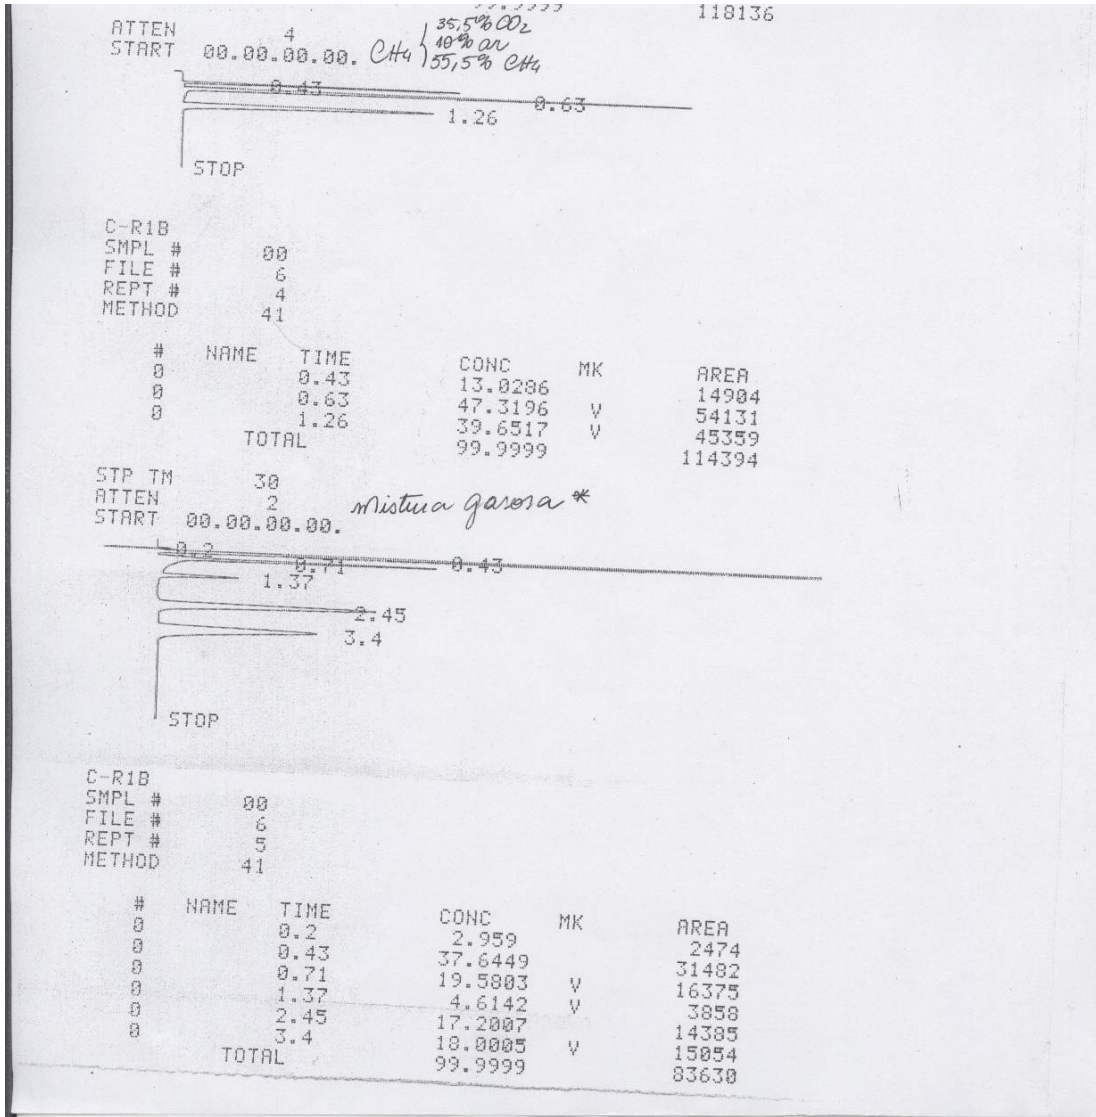 99.9999 118136
ATTEN 4
START 00.00.00.00. CH4 35,5% CO2
10% ar
55,5% CH4
0.43
0.63
1.26
STOP
C-R1B
SMPL # 00
FILE # 6
REPT # 4
METHOD 41
# NAME TIME CONC MK AREA
0 0.43 13.0286 14904
0 0.63 47.3196 V 54131
0 1.26 39.6517 V 45359
TOTAL 99.9999 114394
STP TM 30
ATTEN 2
START 00.00.00.00. mistura gasosa *
0.2
0.71 0.43
1.37
2.45
3.4
STOP
C-R1B
SMPL # 00
FILE # 6
REPT # 5
METHOD 41
# NAME TIME CONC MK AREA
0 0.2 2.959 2474
0 0.43 37.6449 31482
0 0.71 19.5803 V 16375
0 1.37 4.6142 V 3858
0 2.45 17.2007 14385
0 3.4 18.0005 V 15054
TOTAL 99.9999 83630